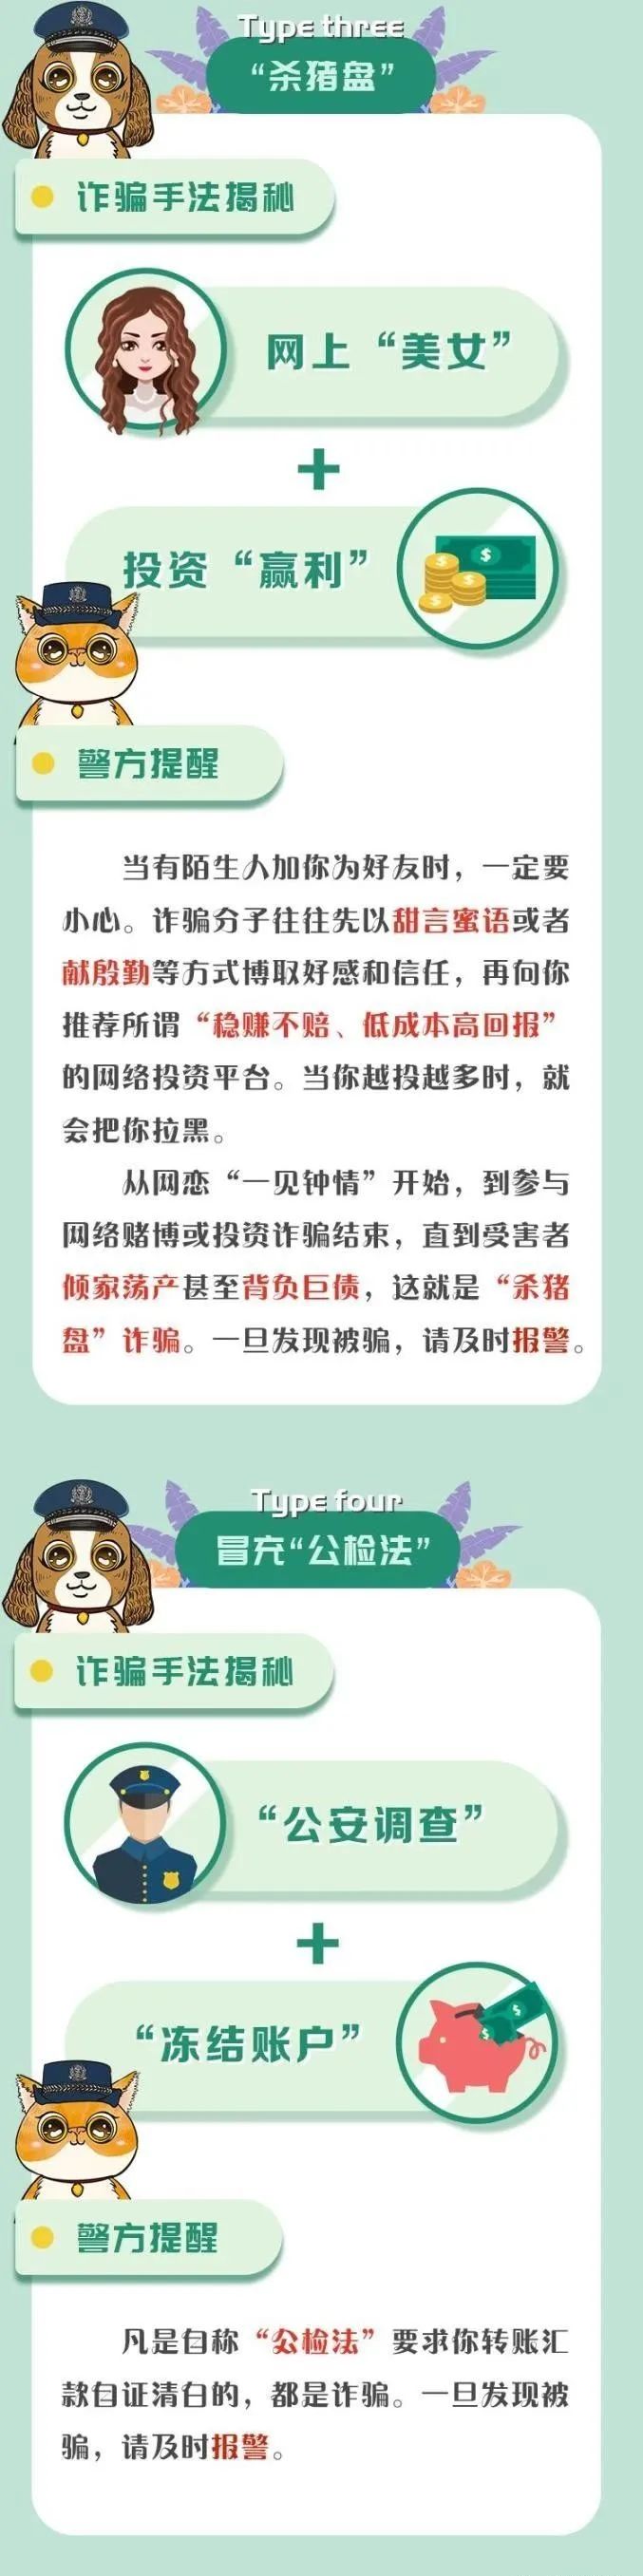 Type three
“杀猪盘”
诈骗手法揭秘
网上“美女”
+
投资“赢利”
警方提醒
当有陌生人加你为好友时，一定要
小心。诈骗分子往往先以甜言蜜语或者
献殷勤等方式博取好感和信任，再向你
推荐所谓“稳赚不赔、低成本高回报”
的网络投资平台。当你越投越多时，就
会把你拉黑。
从网恋“一见钟情”开始，到参与
网络赌博或投资诈骗结束，直到受害者
倾家荡产甚至背负巨债，这就是“杀猪
盘”诈骗。一旦发现被骗，请及时报警。
Type four
冒充“公检法”
诈骗手法揭秘
“公安调查”
+
“冻结账户”
警方提醒
凡是自称“公检法”要求你转账汇
款自证清白的，都是诈骗。一旦发现被
骗，请及时报警。